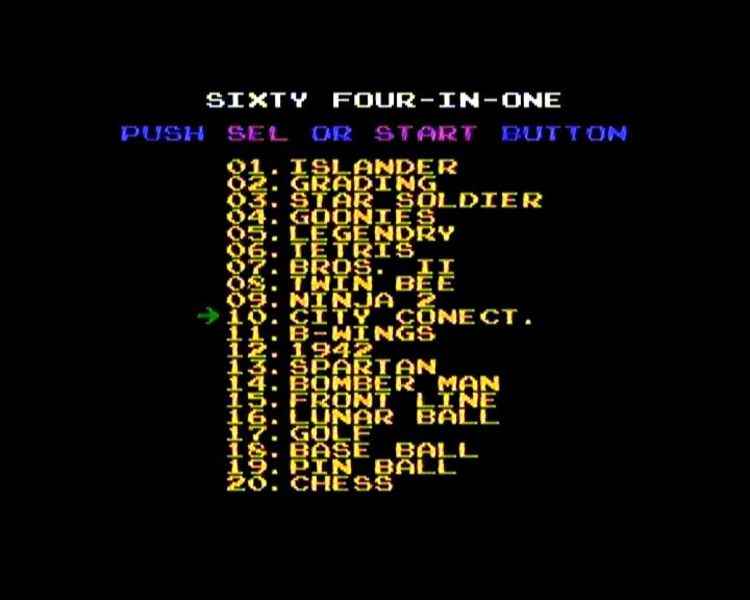 SIXTY FOUR-IN-ONE
PUSH SEL OR START BUTTON
01. ISLANDER
02. GRADING
03. STAR SOLDIER
04. GOONIES
05. LEGENDRY
06. TETRIS
07. BROS. II
08. TWIN BEE
09. NINJA 2
→10. CITY CONECT.
11. B-WINGS
12. 1942
13. SPARTAN
14. BOMBER MAN
15. FRONT LINE
16. LUNAR BALL
17. GOLF
18. BASE BALL
19. PIN BALL
20. CHESS